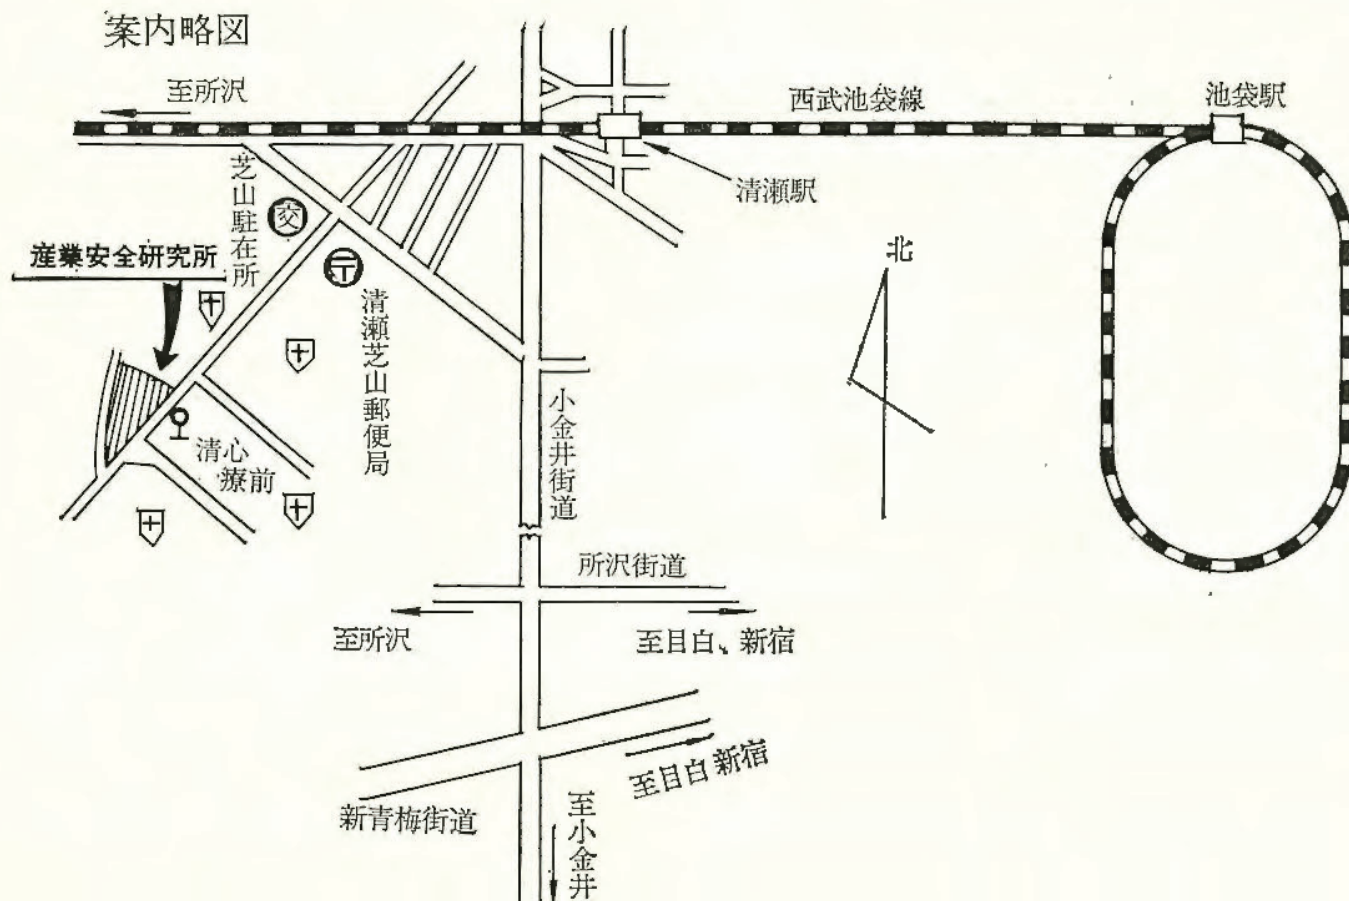 案内略図
至所沢
西武池袋線
池袋駅
清瀬駅
芝山駐在所
交
産業安全研究所
〒
清瀬芝山郵便局
北
小金井街道
清心
療前
所沢街道
至所沢
至目白、新宿
至目白 新宿
新青梅街道
至小金井